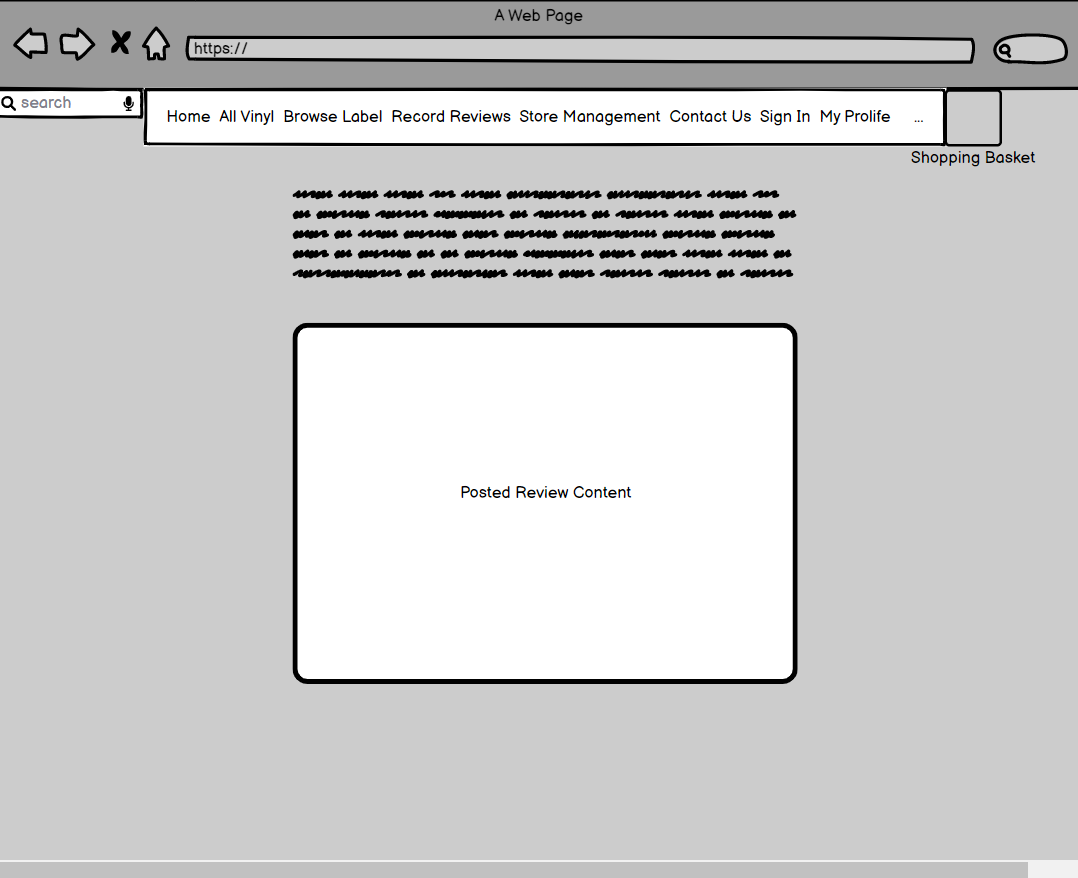 A Web Page
https://
search
Home All Vinyl Browse Label Record Reviews Store Management Contact Us Sign In My Prolife ...
Shopping Basket
Posted Review Content